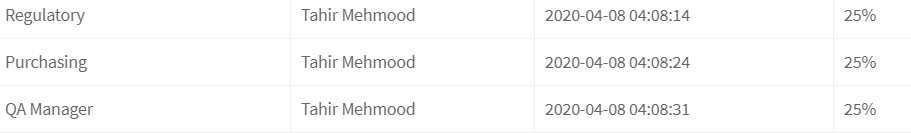 Regulatory Tahir Mehmood 2020-04-08 04:08:14 25%
Purchasing Tahir Mehmood 2020-04-08 04:08:24 25%
QA Manager Tahir Mehmood 2020-04-08 04:08:31 25%